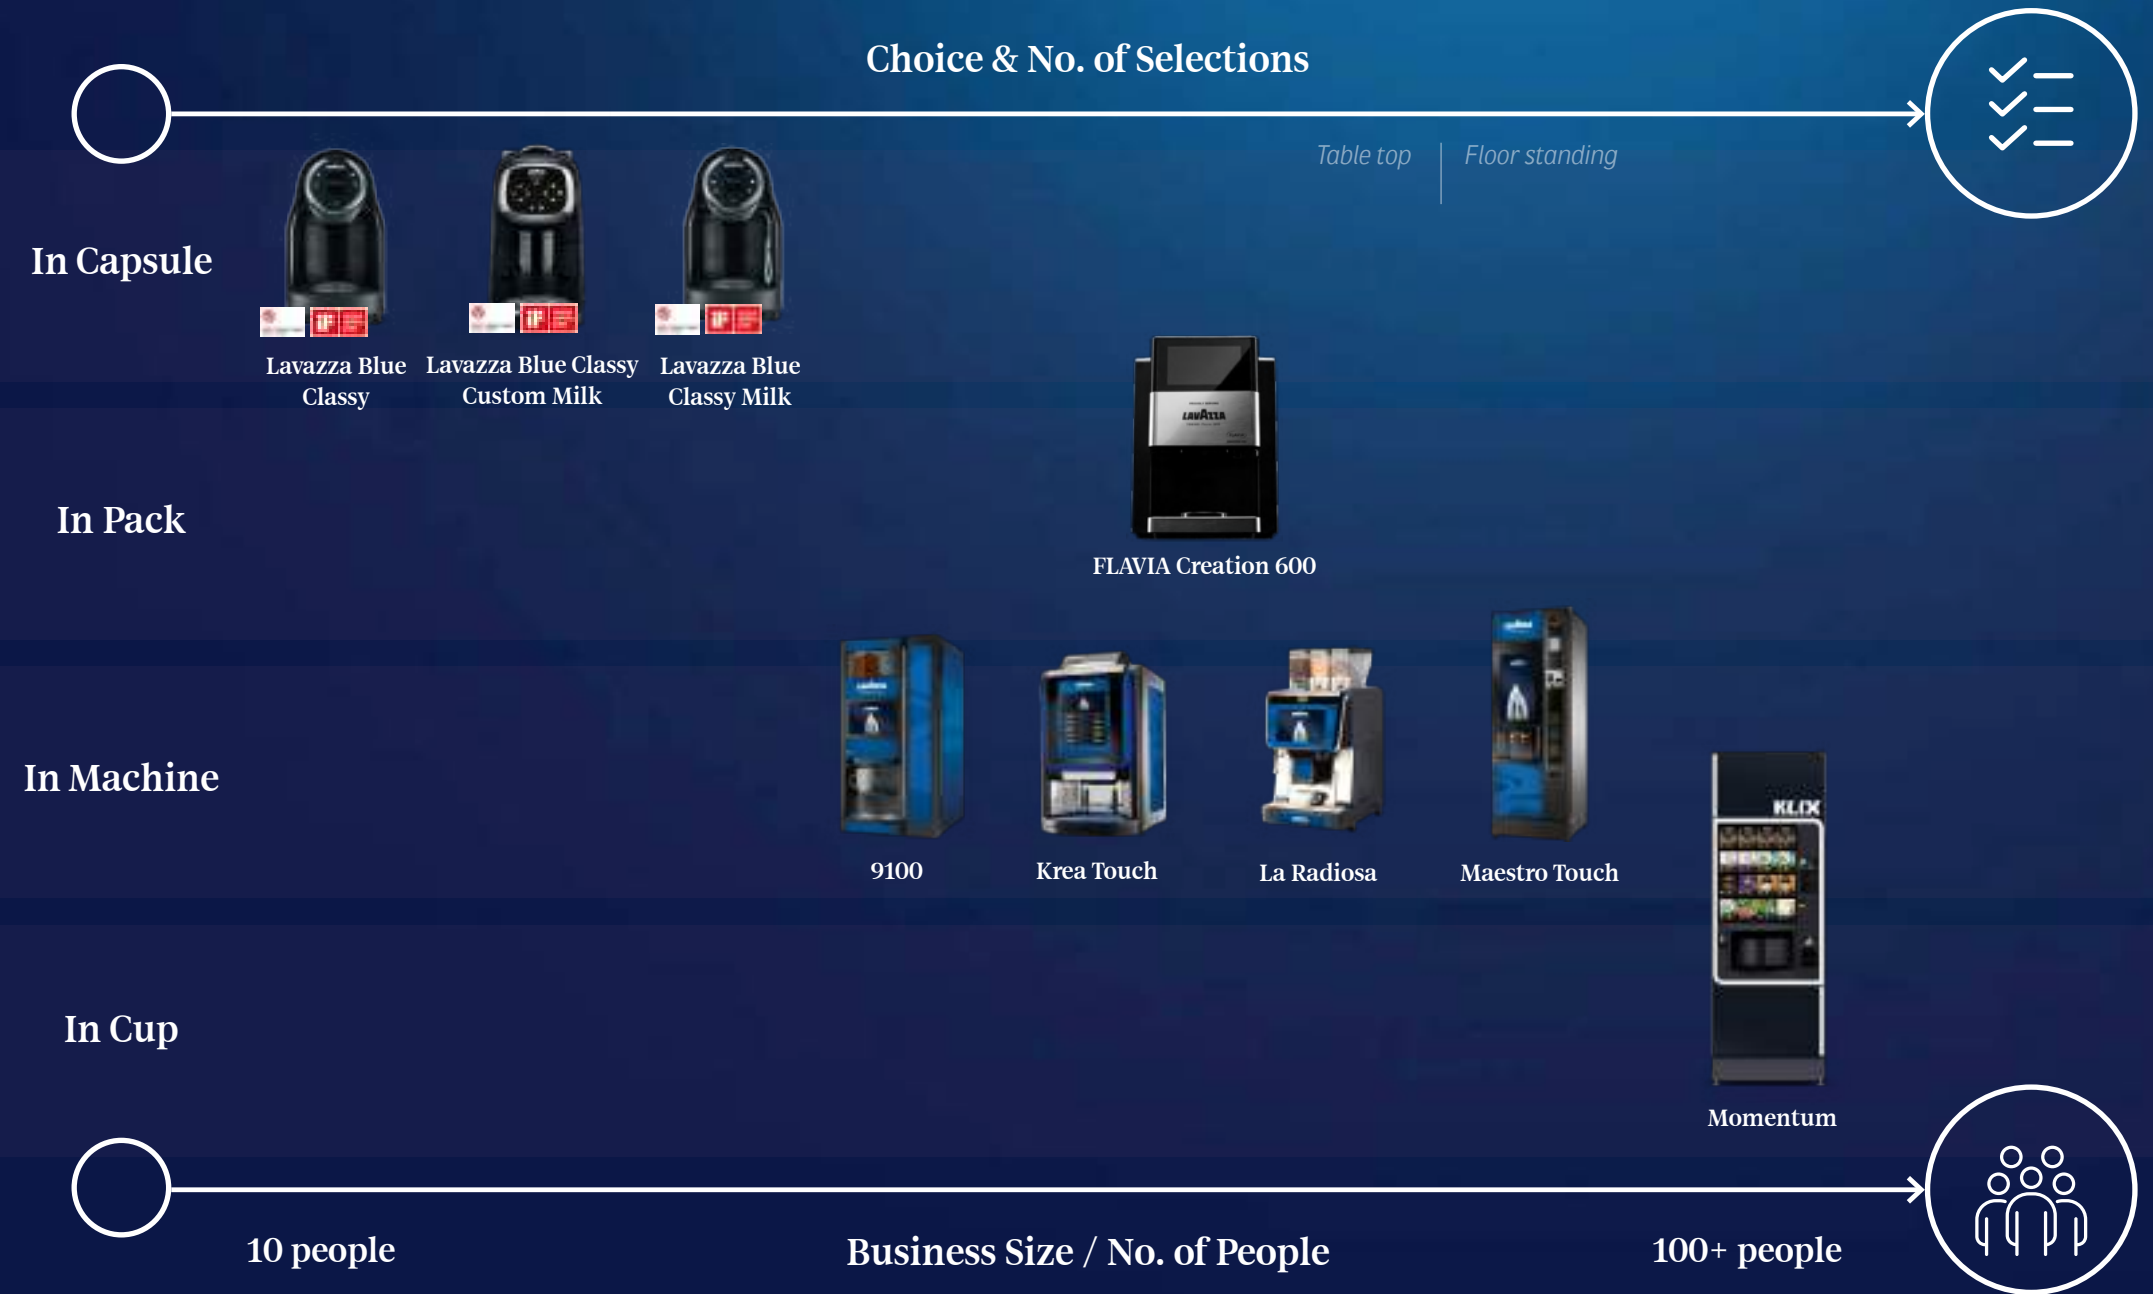 Choice & No. of Selections
Table top
Floor standing
In Capsule
Lavazza Blue
Classy
Lavazza Blue Classy
Custom Milk
Lavazza Blue
Classy Milk
LAVAZZA
In Pack
FLAVIA Creation 600
In Machine
9100
Krea Touch
La Radiosa
Maestro Touch
KLIX
In Cup
Momentum
10 people
Business Size / No. of People
100+ people